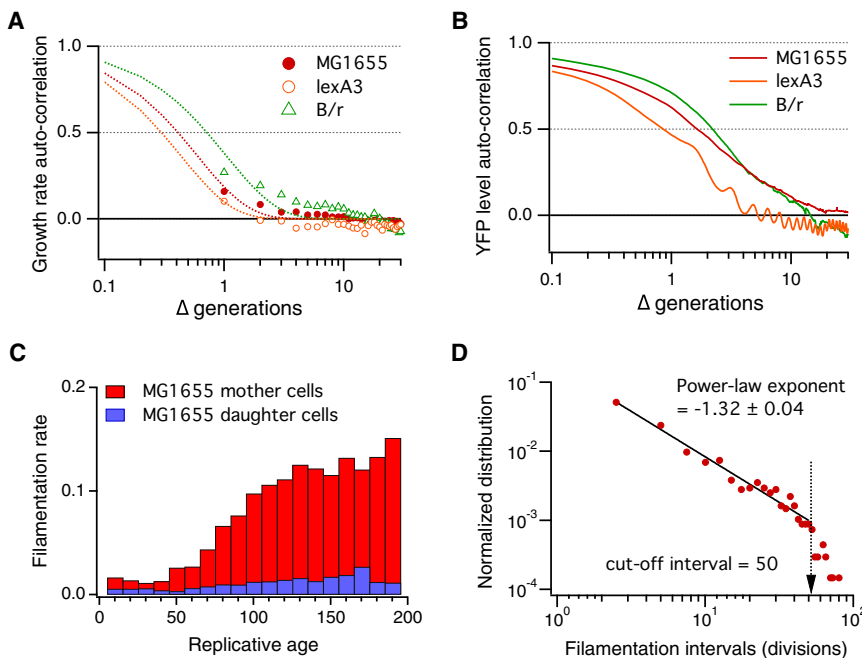 A
Growth rate auto-correlation
1.0
0.5
0.0
MG1655
lexA3
B/r
0.1
1
10
Δ generations
B
YFP level auto-correlation
1.0
0.5
0.0
MG1655
lexA3
B/r
0.1
1
10
Δ generations
C
Filamentation rate
0.2
0.1
0.0
MG1655 mother cells
MG1655 daughter cells
0
50
100
150
200
Replicative age
D
Normalized distribution
10⁻¹
10⁻²
10⁻³
10⁻⁴
Power-law exponent
= -1.32 ± 0.04
cut-off interval = 50
10⁰
10¹
10²
Filamentation intervals (divisions)